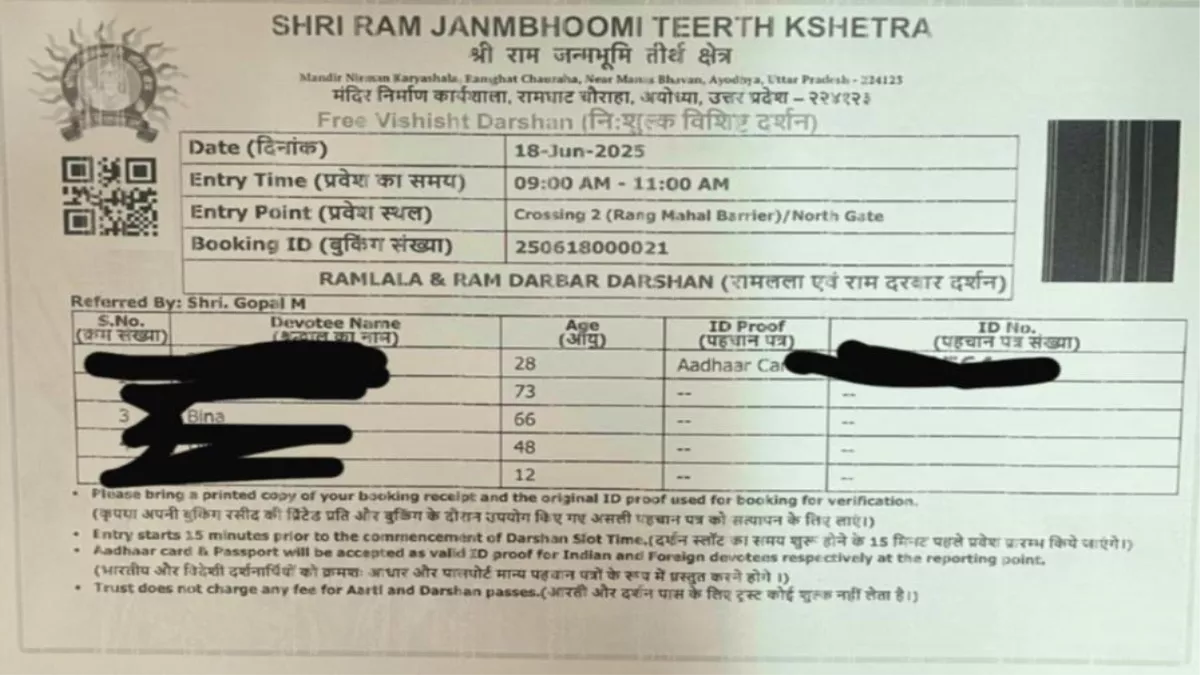 SHRI RAM JANMBHOOMI TEERTH KSHETRA
श्री राम जन्मभूमि तीर्थ क्षेत्र
Mandir Nirman Karyashala, Ramghat Chauraha, Near Manas Bhavan, Ayodhya, Uttar Pradesh - 224123
मंदिर निर्माण कार्यशाला, रामघाट चौराहा, अयोध्या, उत्तर प्रदेश – २२४१२३
Free Vishisht Darshan (नि:शुल्क विशिष्ट दर्शन)
Date (दिनांक) 18-Jun-2025
Entry Time (प्रवेश का समय) 09:00 AM - 11:00 AM
Entry Point (प्रवेश स्थल) Crossing 2 (Rang Mahal Barrier)/North Gate
Booking ID (बुकिंग संख्या) 250618000021
RAMLALA & RAM DARBAR DARSHAN (रामलला एवं राम दरबार दर्शन)
Referred By: Shri. Gopal M
S.No. Devotee Name Age ID Proof ID No.
(क्रम संख्या) का नाम) (आयु) (पहचान पत्र) (पहचान पत्र संख्या)
28 Aadhaar
73 -- --
3 Bina 66 -- --
48 -- --
12 -- --
• Please bring a printed copy of your booking receipt and the original ID proof used for booking for verification.
(कृपया अपनी बुकिंग रसीद की प्रिंटेड प्रति और बुकिंग के दौरान उपयोग किए गए असली पहचान पत्र को सत्यापन के लिए लाएं।)
• Entry starts 15 minutes prior to the commencement of Darshan Slot Time.(दर्शन स्लॉट का समय शुरू होने के 15 मिनट पहले प्रवेश प्रारम्भ किये जाएंगे।)
• Aadhaar card & Passport will be accepted as valid ID proof for Indian and Foreign devotees respectively at the reporting point.
(भारतीय और विदेशी दर्शनार्थियों को क्रमशः आधार और पासपोर्ट मान्य पहचान पत्रों के रूप में प्रस्तुत करने होगे ।)
• Trust does not charge any fee for Aarti and Darshan passes.(आरती और दर्शन पास के लिए ट्रस्ट कोई शुल्क नहीं लेता है।)